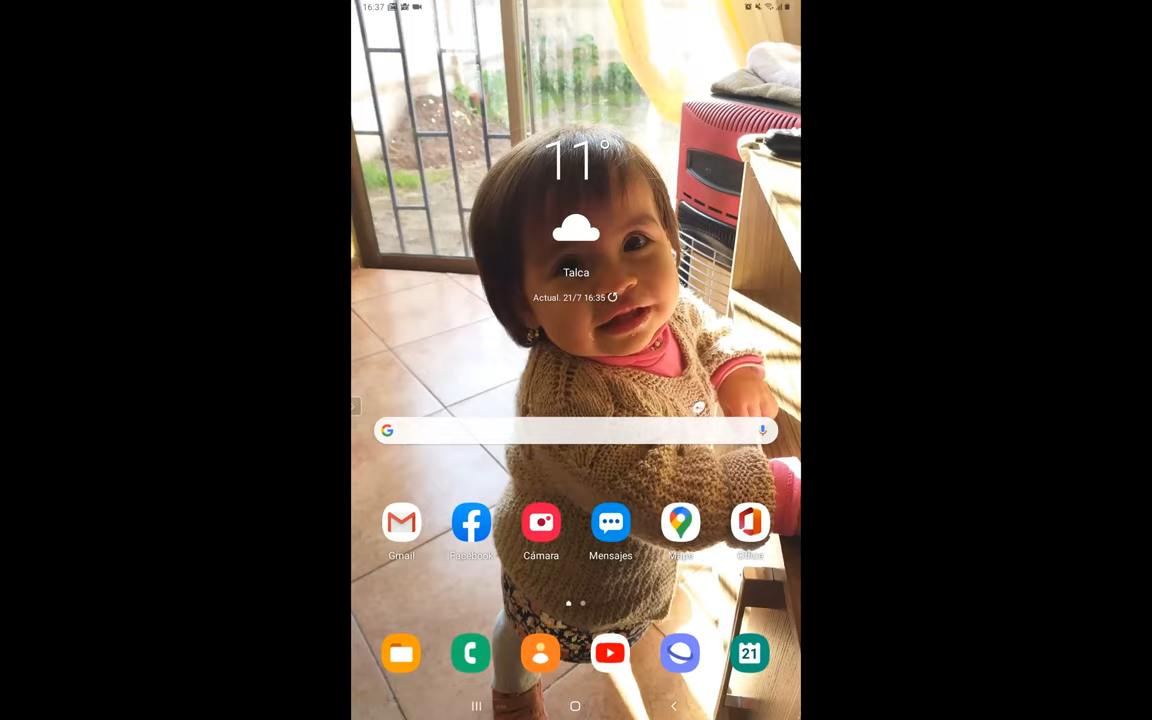 16:37
11°
Talca
Actual. 21/7 16:35
Gmail
Facebook
Cámara
Mensajes
Maps
Office
21